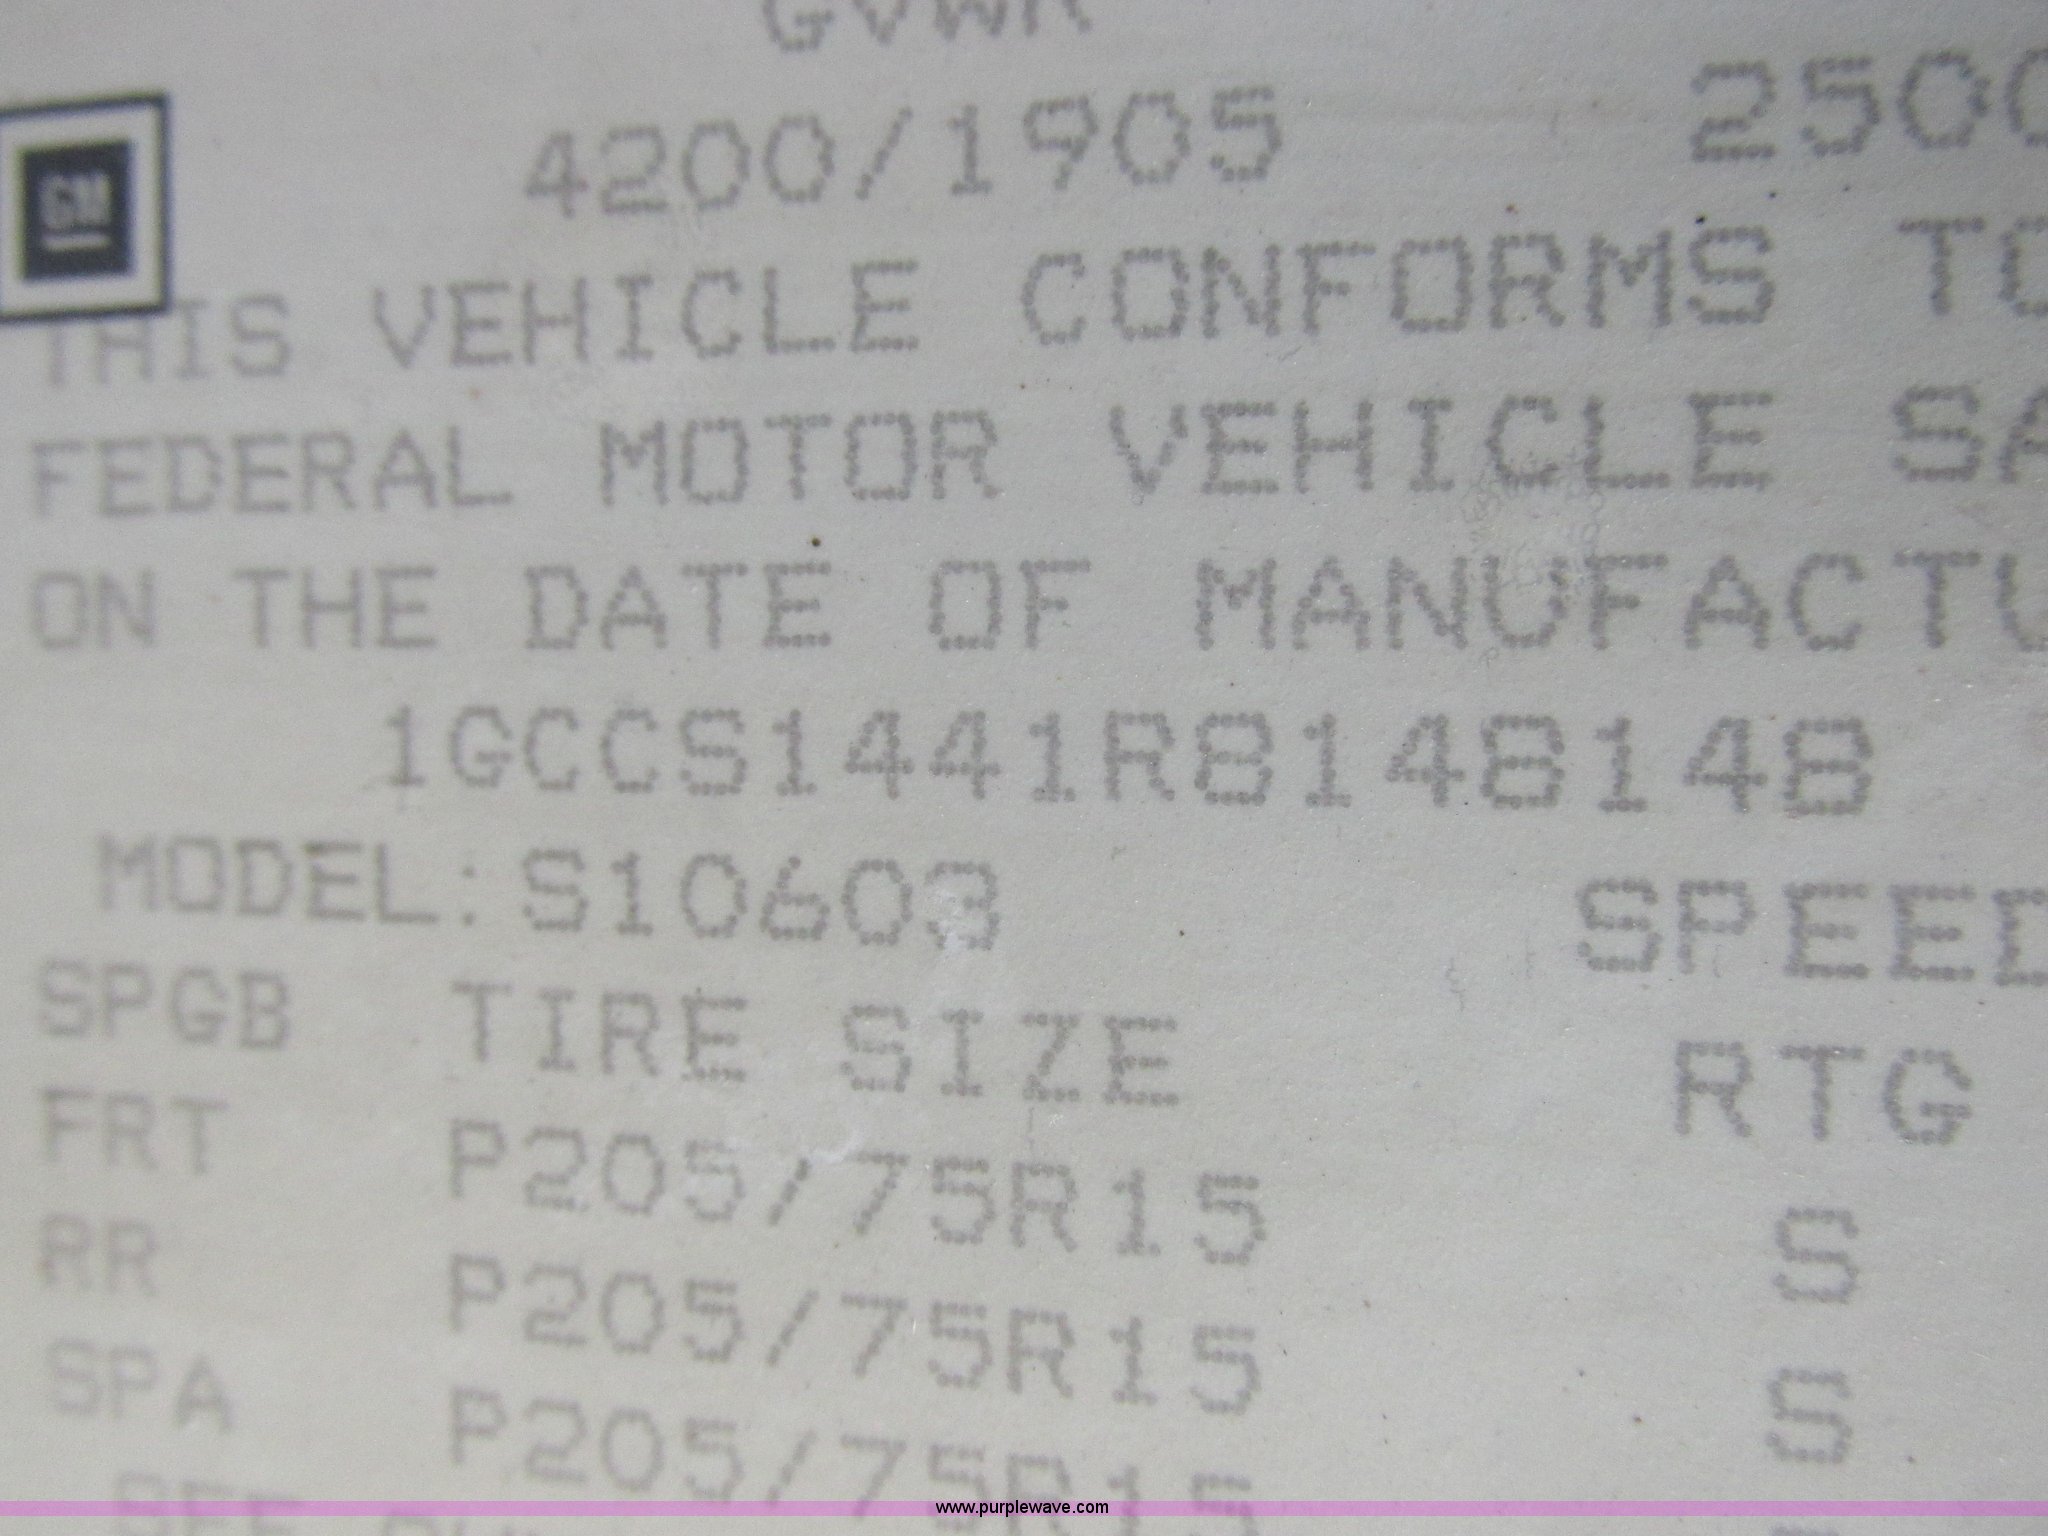 GVWR
4200/1905 2500
GM
THIS VEHICLE CONFORMS TO
FEDERAL MOTOR VEHICLE SA
ON THE DATE OF MANUFACTU
1GCCS1441R8148148
MODEL:S10603 SPEED
SPGB TIRE SIZE RTG
FRT P205/75R15 S
RR P205/75R15 S
SPA P205/75R15
SEE
www.purplewave.com